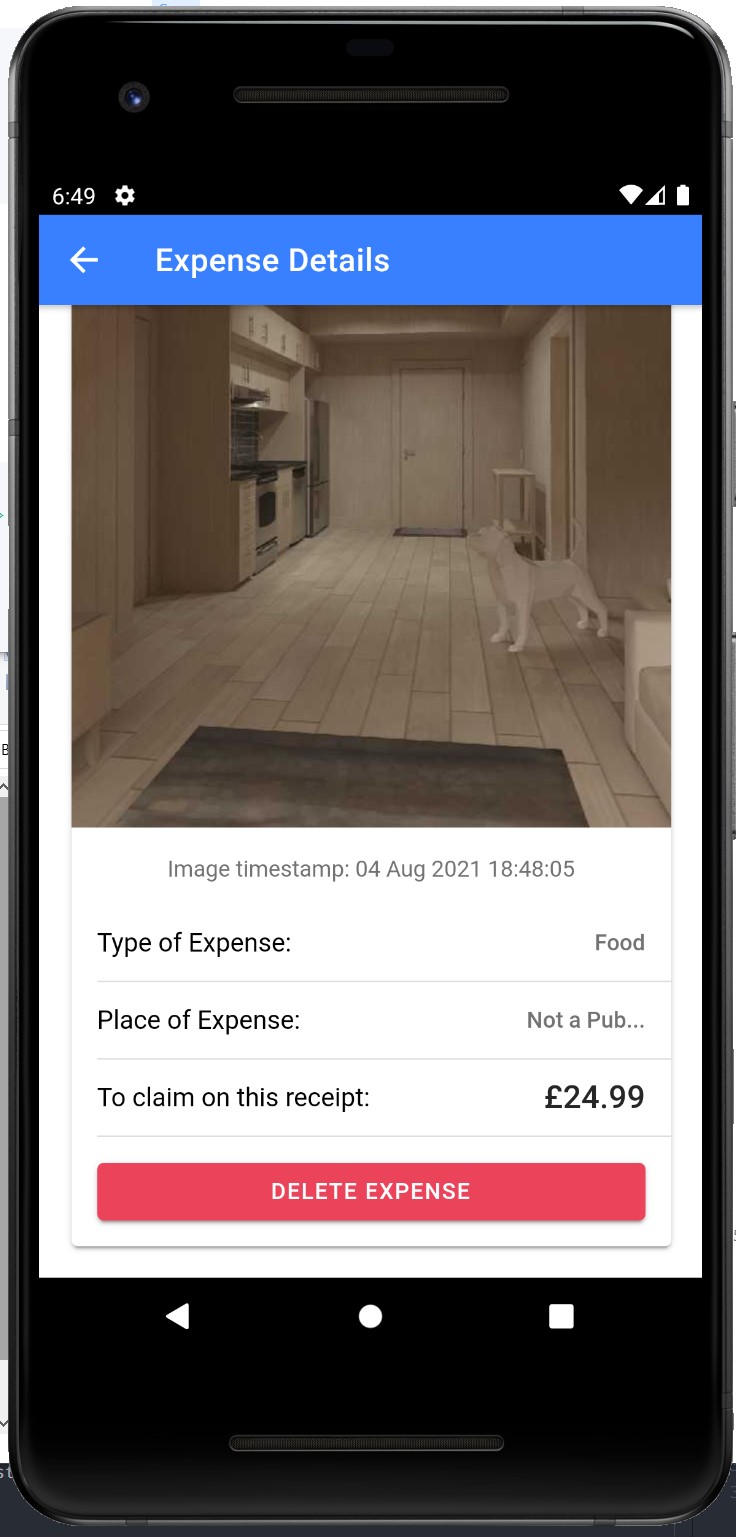 6:49
Expense Details
Image timestamp: 04 Aug 2021 18:48:05
Type of Expense: Food
Place of Expense: Not a Pub...
To claim on this receipt: £24.99
DELETE EXPENSE